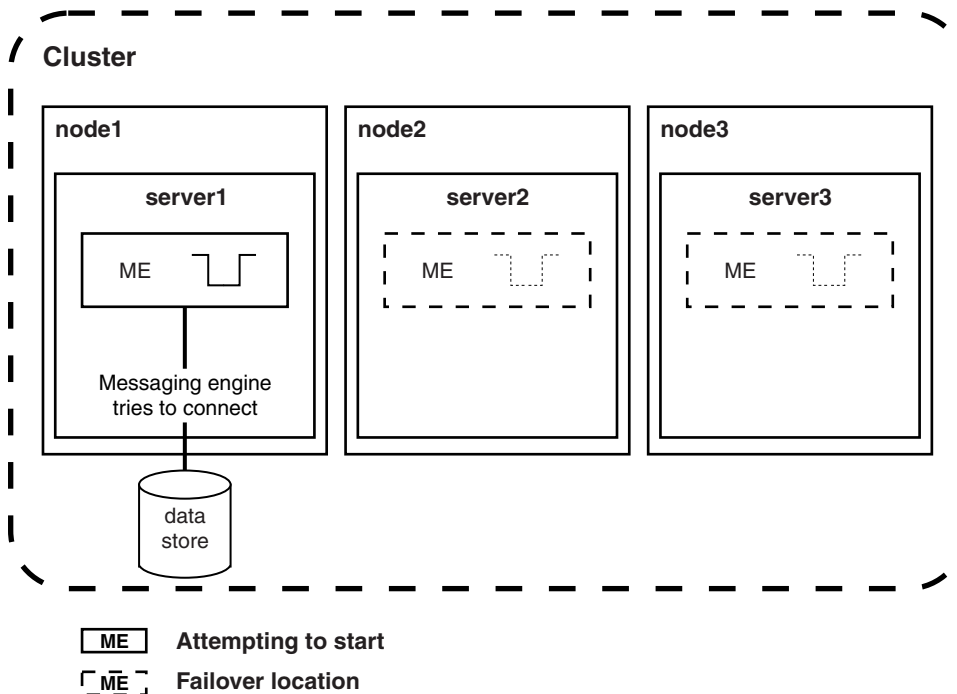 Cluster
node1
node2
node3
server1
server2
server3
ME
ME
ME
Messaging engine
tries to connect
data
store
ME Attempting to start
ME Failover location